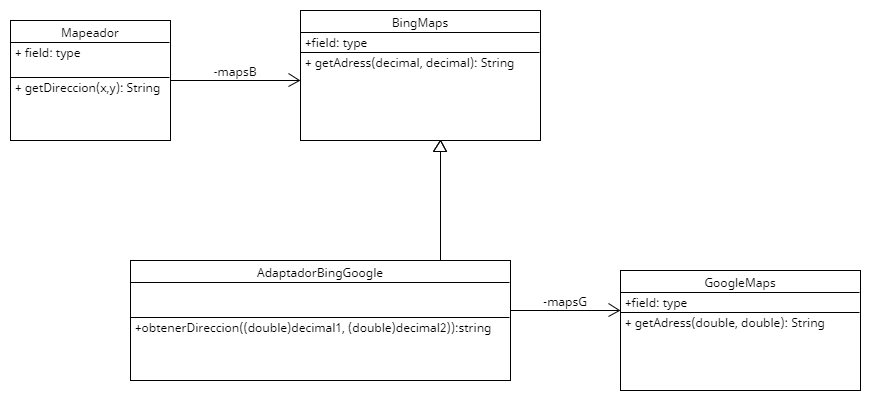 Mapeador
+ field: type
+ getDireccion(x,y): String
-mapsB
BingMaps
+field: type
+ getAdress(decimal, decimal): String
AdaptadorBingGoogle
+obtenerDireccion((double)decimal1, (double)decimal2)):string
-mapsG
GoogleMaps
+field: type
+ getAdress(double, double): String